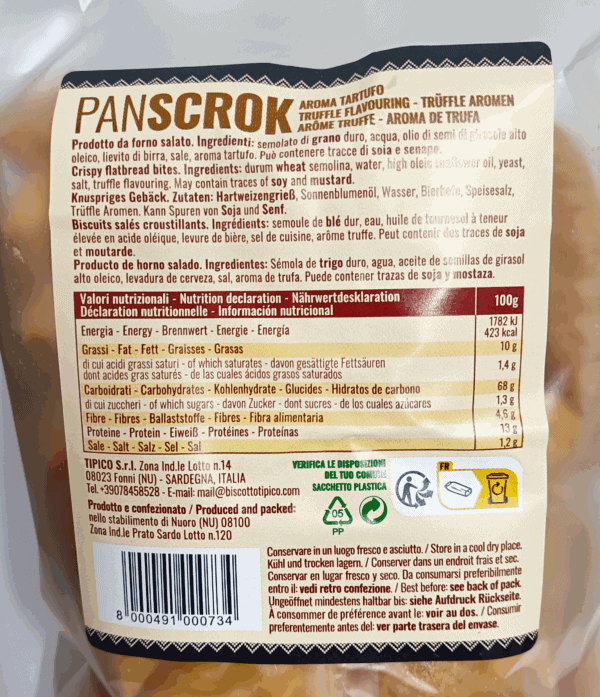 PANSCROK
AROMA TARTUFO
TRUFFLE FLAVOURING - TRÜFFLE AROMEN
ARÔME TRUFFE - AROMA DE TRUFA
Prodotto da forno salato. Ingredienti: semolato di grano duro, acqua, olio di semi di girasole alto
oleico, lievito di birra, sale, aroma tartufo. Può contenere tracce di soia e senape.
Crispy flatbread bites. Ingredients: durum wheat semolina, water, high oleic sunflower oil, yeast,
salt, truffle flavouring. May contain traces of soy and mustard.
Knuspriges Gebäck. Zutaten: Hartweizengrieß, Sonnenblumenöl, Wasser, Bierhefe, Speisesalz,
Trüffle Aromen. Kann Spuren von Soja und Senf.
Biscuits salés croustillants. Ingrédients: semoule de blé dur, eau, huile de tournesol à teneur
élevée en acide oléique, levure de bière, sel de cuisine, arôme truffe. Peut contenir des traces de soja
et moutarde.
Producto de horno salado. Ingredientes: Sémola de trigo duro, agua, aceite de semillas de girasol
alto oleico, levadura de cerveza, sal, aroma de trufa. Puede contener trazas de soja y mostaza.
Valori nutrizionali - Nutrition declaration - Nährwertdesklaration
Déclaration nutritionnelle - Información nutricional 100g
Energia - Energy - Brennwert - Energie - Energía 1782 kJ
423 kcal
Grassi - Fat - Fett - Graisses - Grasas 10 g
di cui acidi grassi saturi - of which saturates - davon gesättigte Fettsäuren
dont acides gras saturés - de las cuales ácidos grasos saturados 1,4 g
Carboidrati - Carbohydrates - Kohlenhydrate - Glucides - Hidratos de carbono 68 g
di cui zuccheri - of which sugars - davon Zucker - dont sucres - de los cuales azúcares 1,3 g
Fibre - Fibres - Ballaststoffe - Fibres - Fibra alimentaria 4,6 g
Proteine - Protein - Eiweiß - Protéines - Proteínas 13 g
Sale - Salt - Salz - Sel - Sal 1,2 g
TIPICO S.r.l. Zona Ind.le Lotto n.14
08023 Fonni (NU) - SARDEGNA, ITALIA
Tel. +39078458528 - E-mail: mail@biscottotipico.com
Prodotto e confezionato / Produced and packed:
nello stabilimento di Nuoro (NU) 08100
Zona Ind.le Prato Sardo Lotto n.120
VERIFICA LE DISPOSIZIONI
DEL TUO COMUNE
SACCHETTO PLASTICA
05
PP
FR
8 000491 000734
Conservare in un luogo fresco e asciutto. / Store in a cool dry place.
Kühl und trocken lagern. / Conserver dans un endroit frais et sec.
Conservar en lugar fresco y seco. Da consumarsi preferibilmente
entro il: vedi retro confezione. / Best before: see back of pack.
Ungeöffnet mindestens haltbar bis: siehe Aufdruck Rückseite.
À consommer de préférence avant le: voir au dos. / Consumir
preferentemente antes del: ver parte trasera del envase.